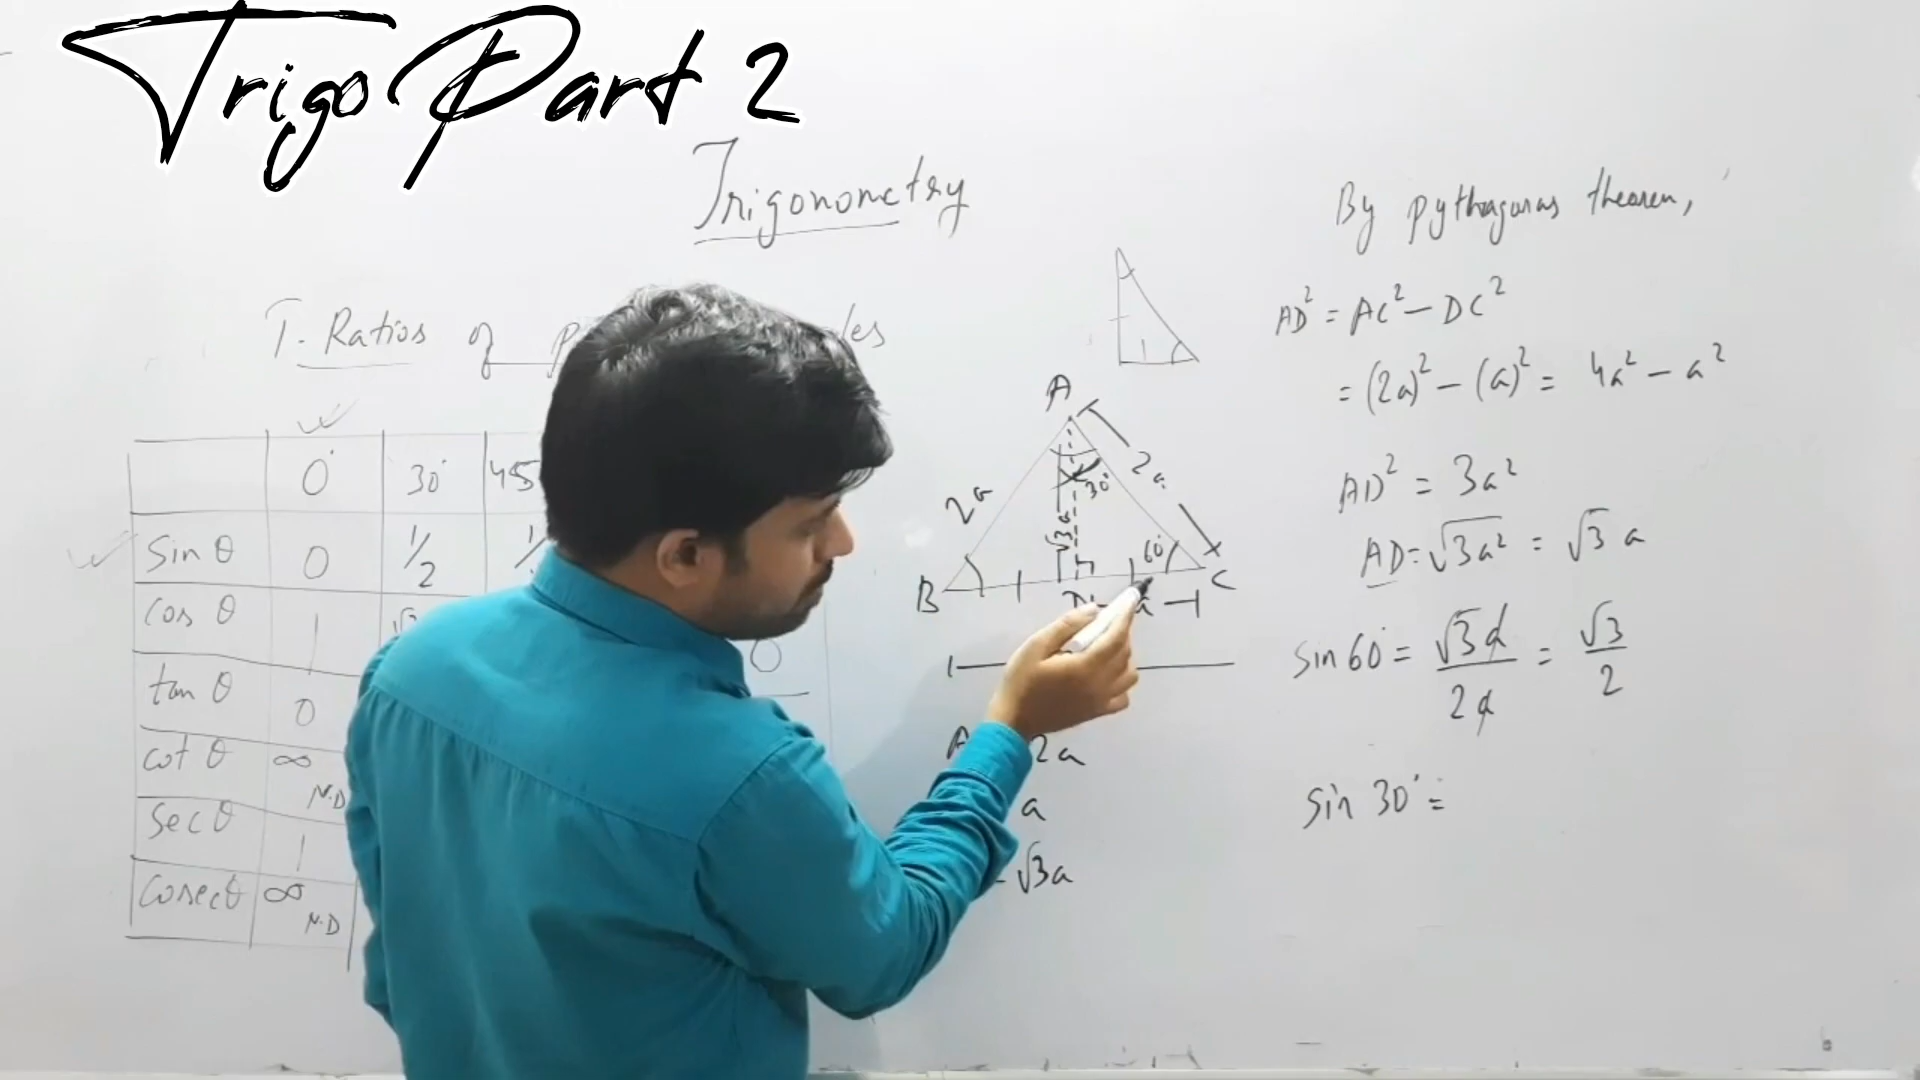 Trigo Part 2
Trigonometry
T. Ratios of
0° 30° 45
sin θ 0 1/2
cos θ 1 0
tan θ 0
cot θ ∞ N.D
sec θ 1
cosec θ ∞ N.D
A
2a 2a
30°
√3a
60°
B D a C
2a
a
√3a
By pythagoras theorem,
AD² = AC² - DC²
= (2a)² - (a)² = 4a² - a²
AD² = 3a²
AD = √3a² = √3 a
sin 60° = √3a/2a = √3/2
sin 30° =